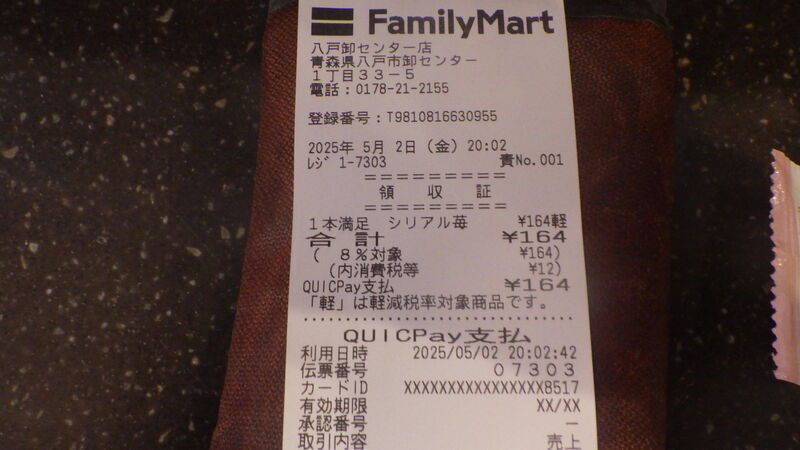 FamilyMart
八戸卸センター店
青森県八戸市卸センター
1丁目33-5
電話:0178-21-2155
登録番号:T9810816630955
2025年 5月 2日(金)20:02
レジ 1-7303 責No.001
=========
領 収 証
=========
1本満足 シリアル苺 ¥164軽
合 計 ¥164
( 8%対象 ¥164)
(内消費税等 ¥12)
QUICPay支払 ¥164
「軽」は軽減税率対象商品です。
QUICPay支払
利用日時 2025/05/02 20:02:42
伝票番号 07303
カードID XXXXXXXXXXXXXXXX8517
有効期限 XX/XX
承認番号 -
取引内容 売上